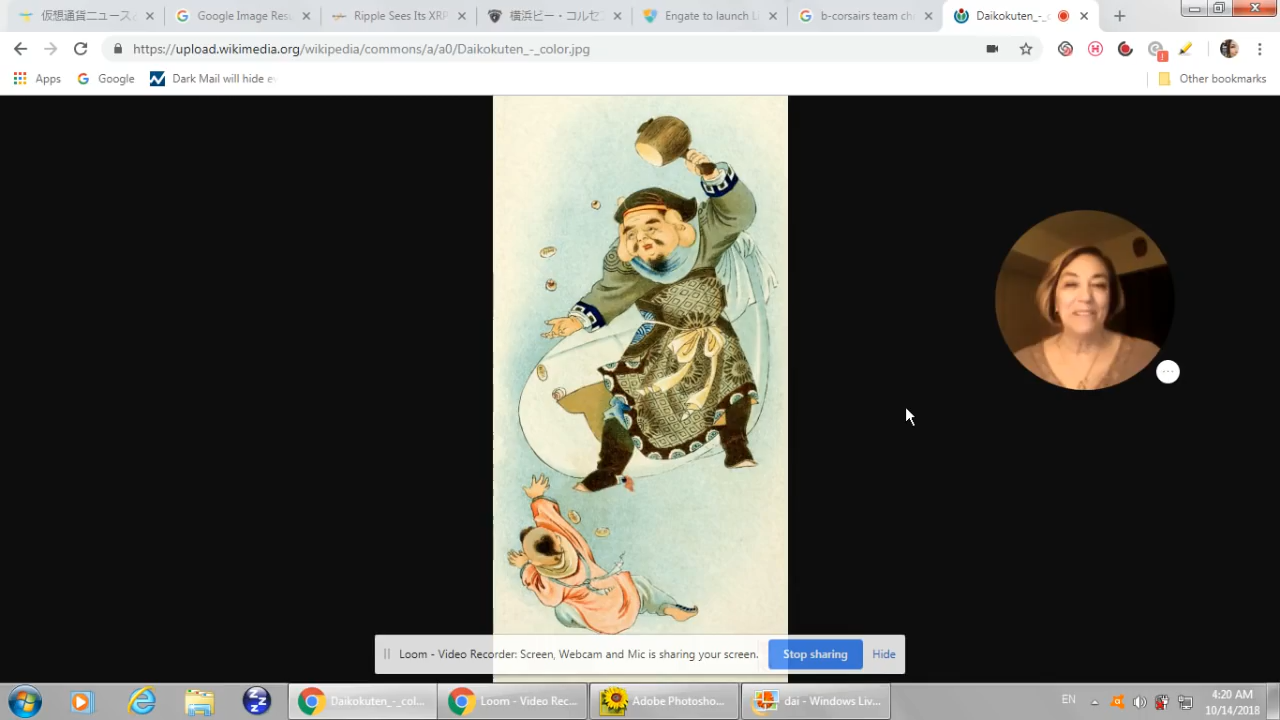 仮想通貨ニュース
Google Image Res
Ripple Sees Its XRP
横浜ビー・コルセ
Engate to launch L
b-corsairs team ch
Daikokuten_-_c
https://upload.wikimedia.org/wikipedia/commons/a/a0/Daikokuten_-_color.jpg
Apps
Google
Dark Mail will hide e
Other bookmarks
Loom - Video Recorder: Screen, Webcam and Mic is sharing your screen.
Stop sharing
Hide
Daikokuten_-_col...
Loom - Video Rec...
Adobe Photosho...
dai - Windows Liv...
EN
4:20 AM
10/14/2018